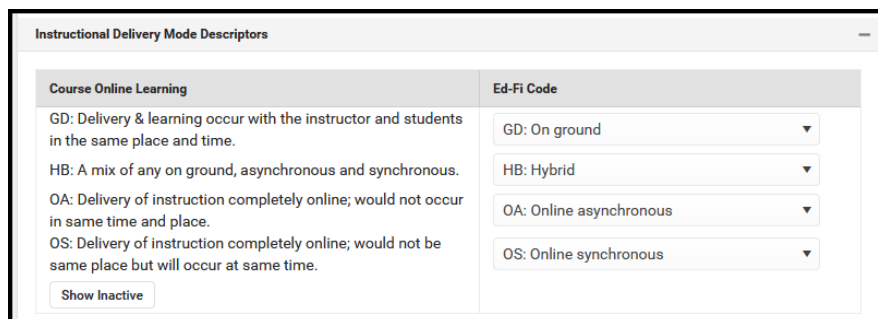 Instructional Delivery Mode Descriptors
Course Online Learning
Ed-Fi Code
GD: Delivery & learning occur with the instructor and students
in the same place and time.
GD: On ground
HB: A mix of any on ground, asynchronous and synchronous.
HB: Hybrid
OA: Delivery of instruction completely online; would not occur
in same time and place.
OA: Online asynchronous
OS: Delivery of instruction completely online; would not be
same place but will occur at same time.
OS: Online synchronous
Show Inactive